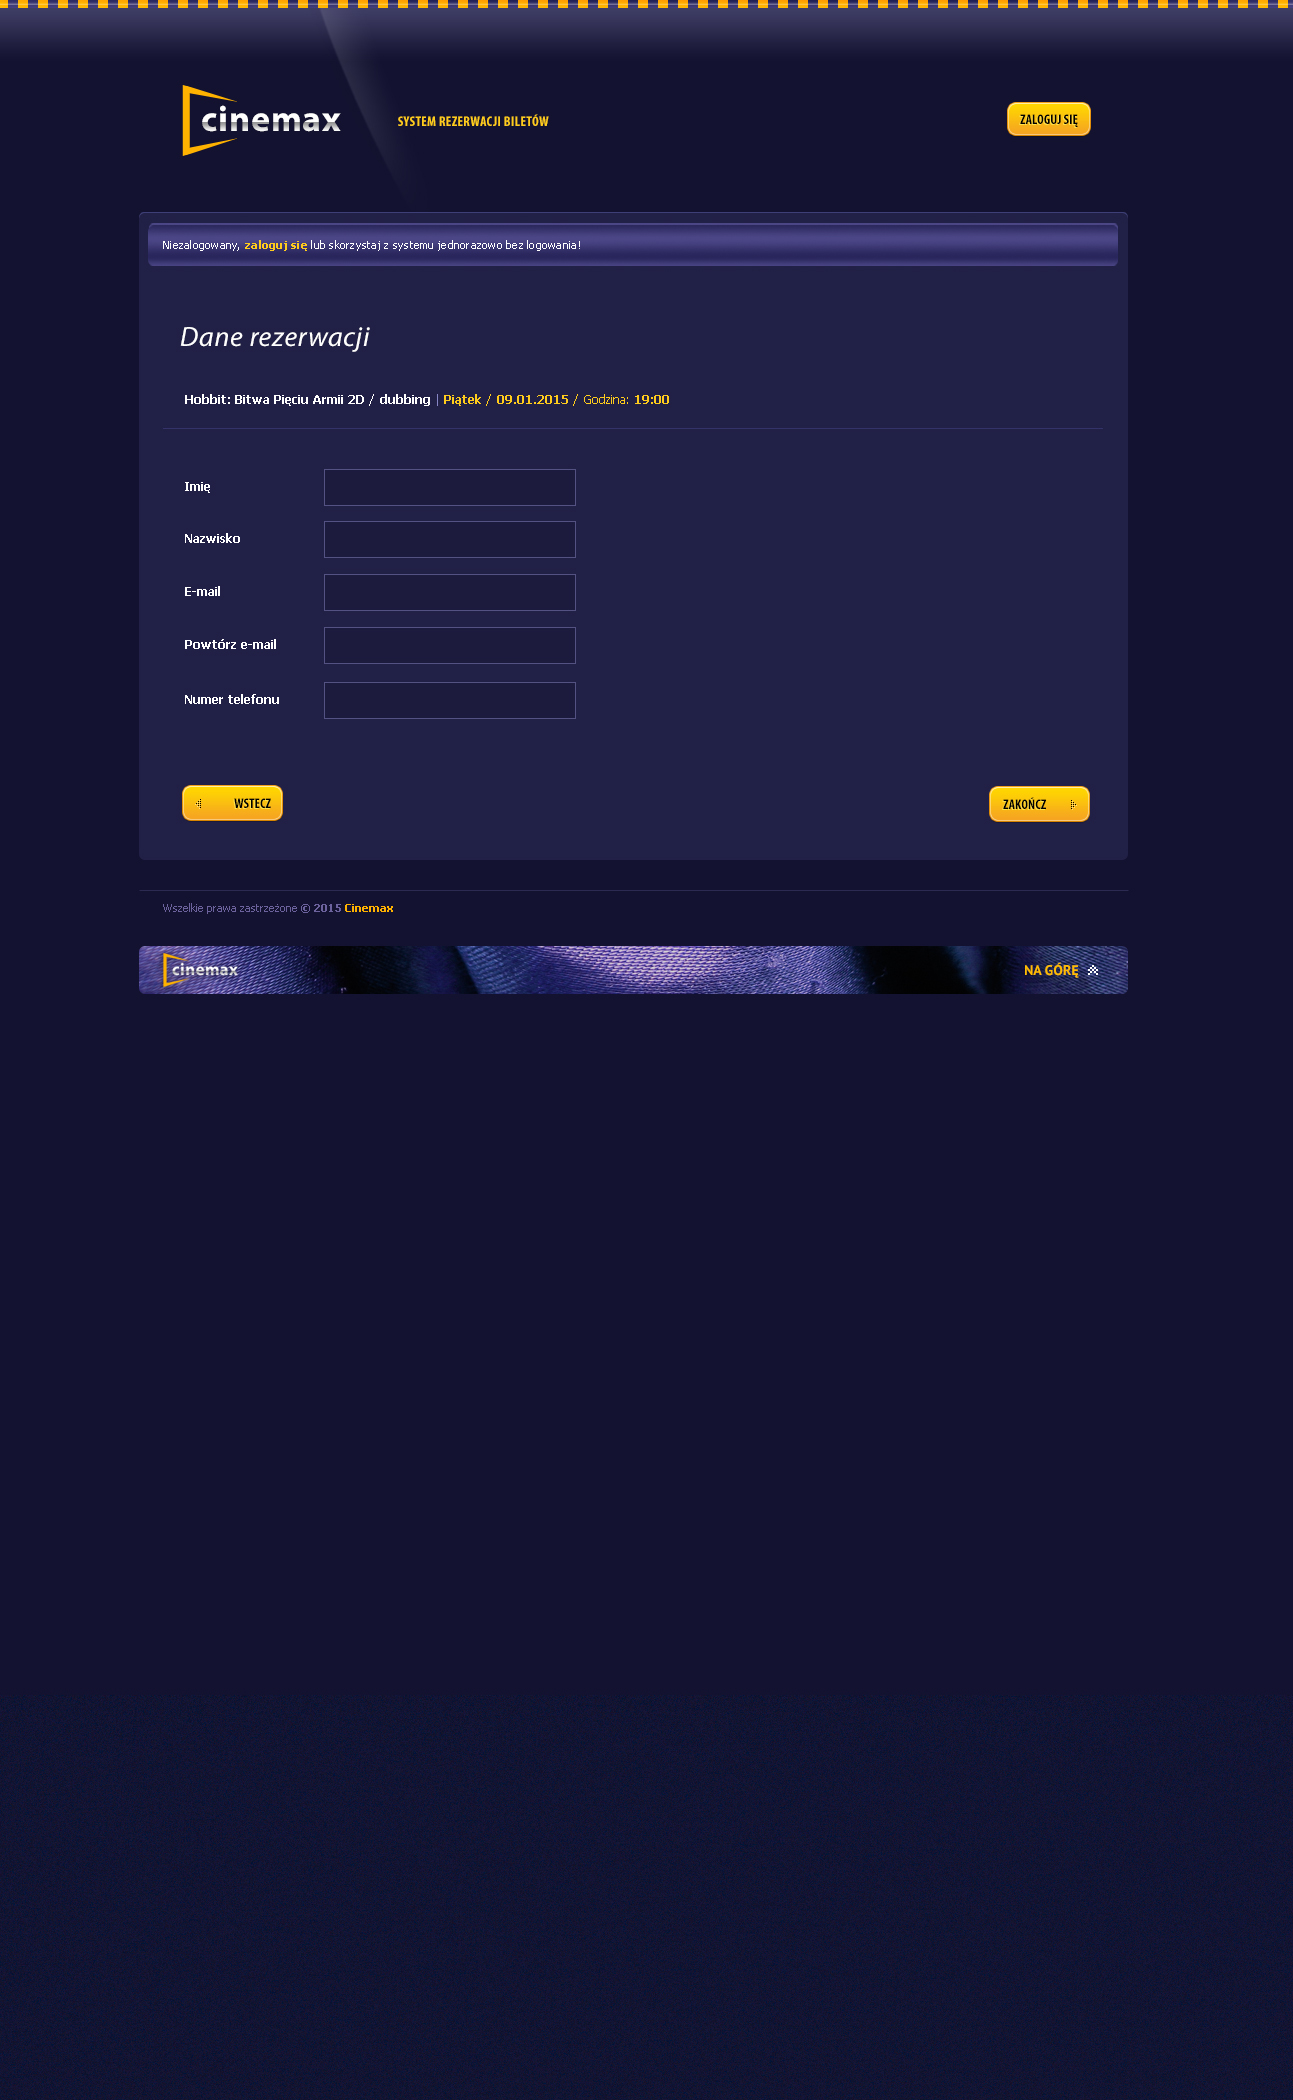 cinemax
SYSTEM REZERWACJI BILETÓW
ZALOGUJ SIĘ
Niezalogowany, zaloguj się lub skorzystaj z systemu jednorazowo bez logowania!
Dane rezerwacji
Hobbit: Bitwa Pięciu Armii 2D / dubbing | Piątek / 09.01.2015 / Godzina: 19:00
Imię
Nazwisko
E-mail
Powtórz e-mail
Numer telefonu
WSTECZ
ZAKOŃCZ
Wszelkie prawa zastrzeżone © 2015 Cinemax
cinemax
NA GÓRĘ